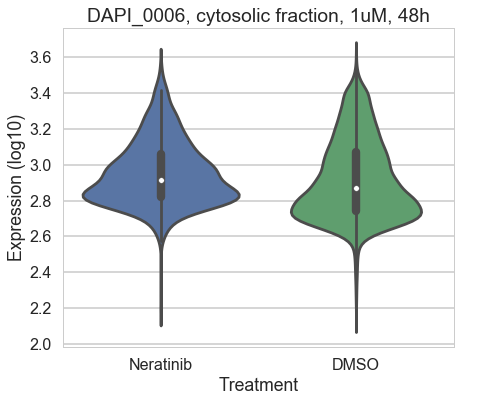 DAPI_0006, cytosolic fraction, 1uM, 48h
Expression (log10)
3.6
3.4
3.2
3.0
2.8
2.6
2.4
2.2
2.0
Neratinib DMSO
Treatment